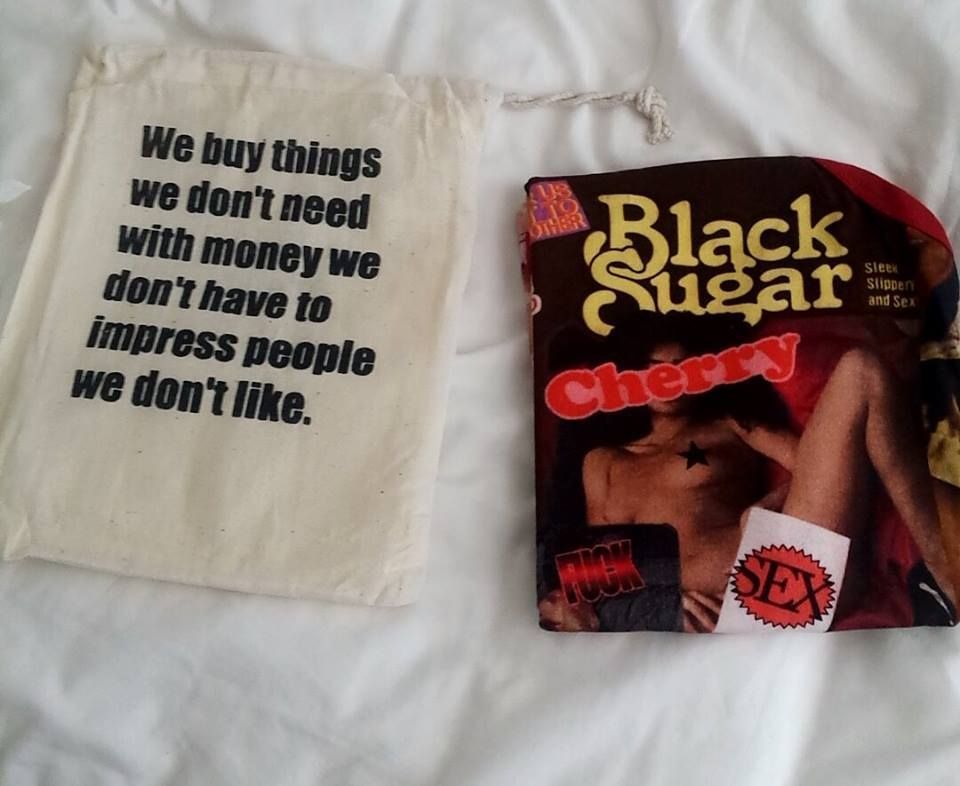 We buy things
we don't need
with money we
don't have to
impress people
we don't like.
Black
Sugar
Sleek
Slippery
and Sex
Cherry
FUCK
SEX